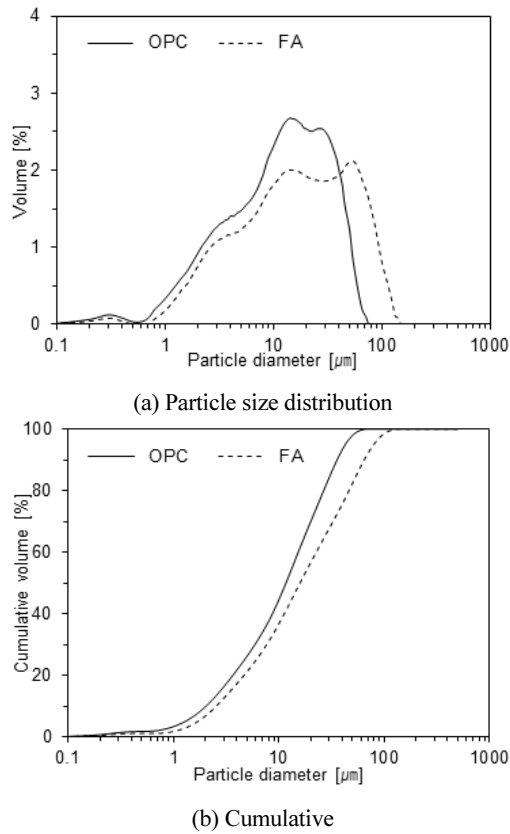 4
OPC FA
3
2
1
0
Volume [%]
0.1 1 10 100 1000
Particle diameter [㎛]
(a) Particle size distribution
100
OPC FA
80
60
40
20
0
Cumulative volume [%]
0.1 1 10 100 1000
Particle diameter [㎛]
(b) Cumulative